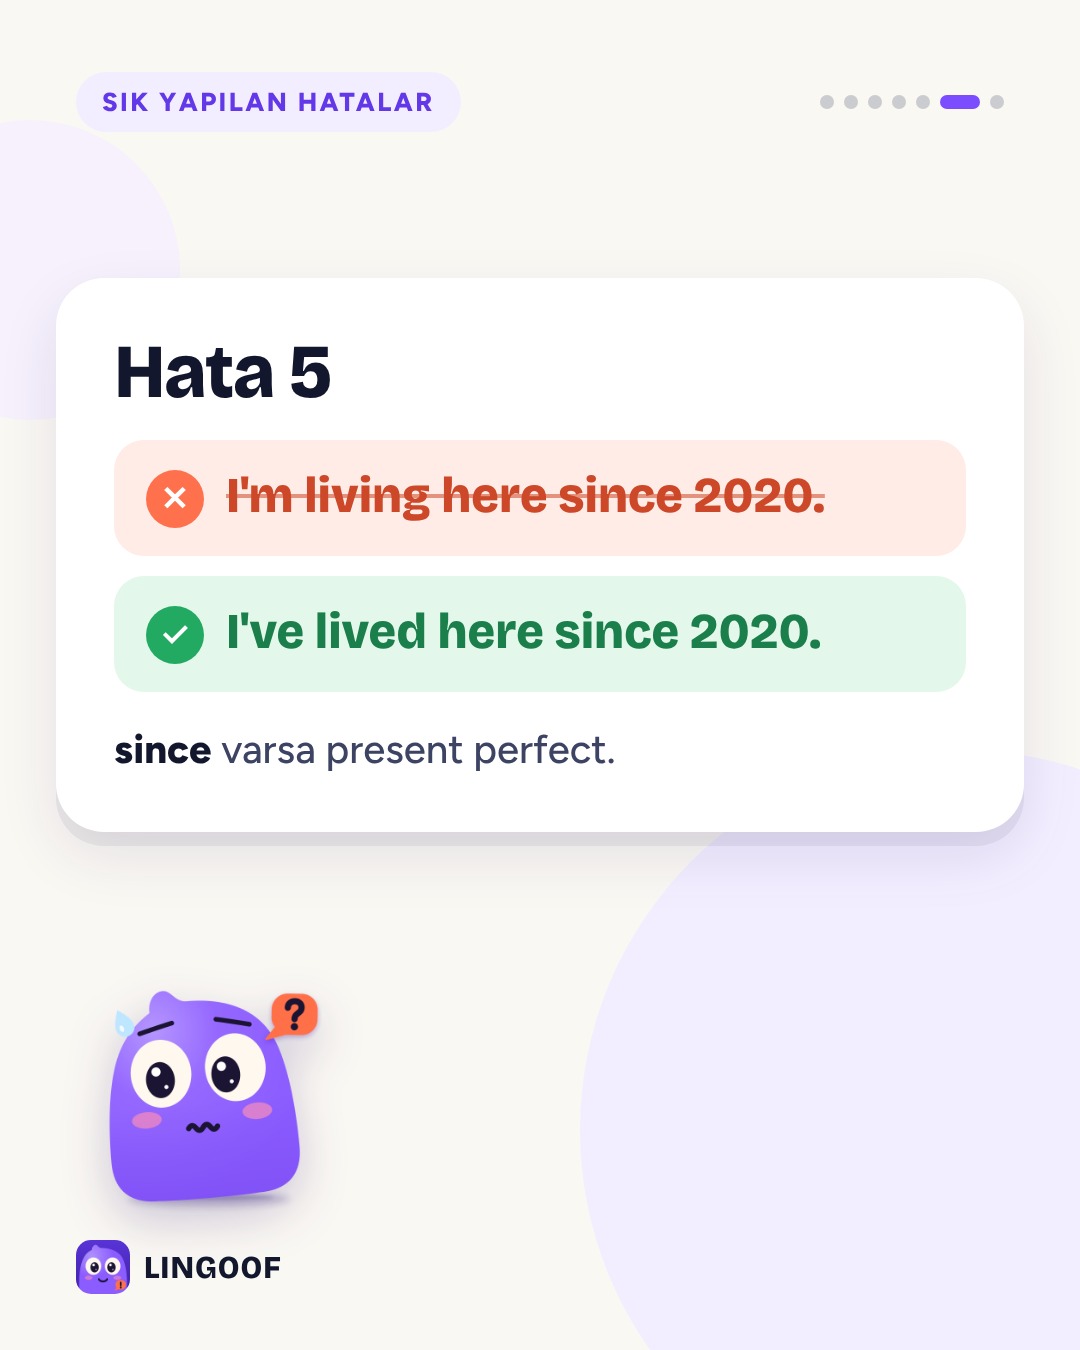 SIK YAPILAN HATALAR
Hata 5
I'm living here since 2020.
I've lived here since 2020.
since varsa present perfect.
?
LINGOOF